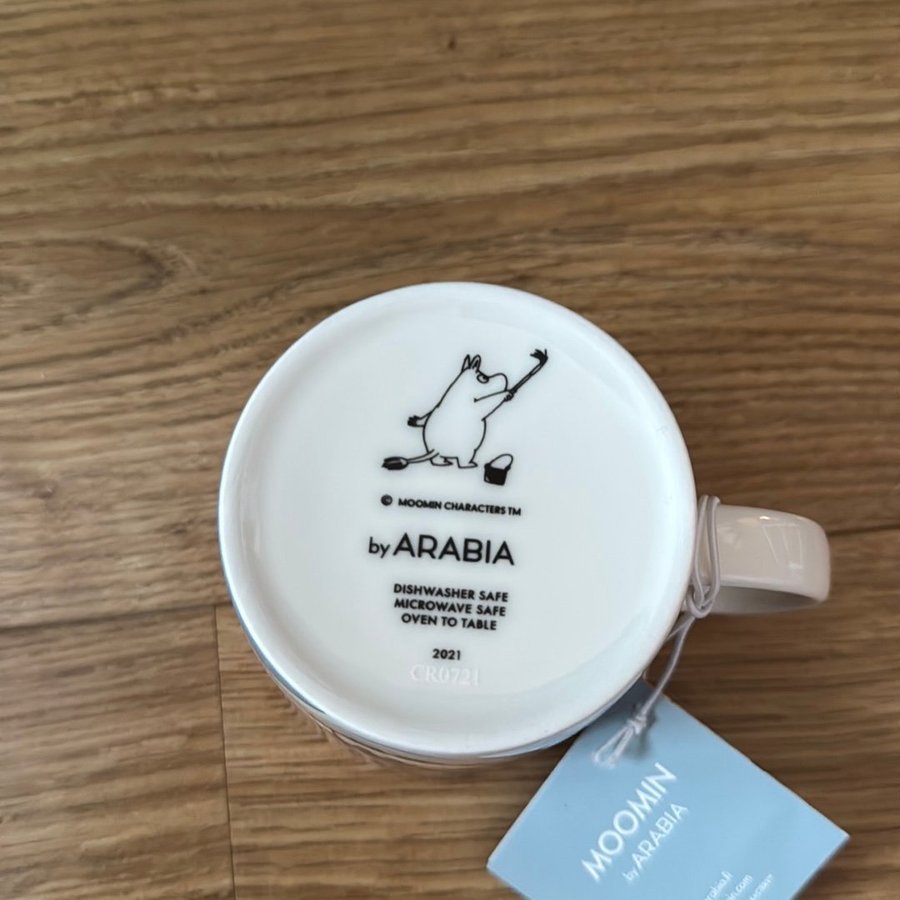 © MOOMIN CHARACTERS TM
by ARABIA
DISHWASHER SAFE
MICROWAVE SAFE
OVEN TO TABLE
2021
CR0721
MOOMIN
by ARABIA